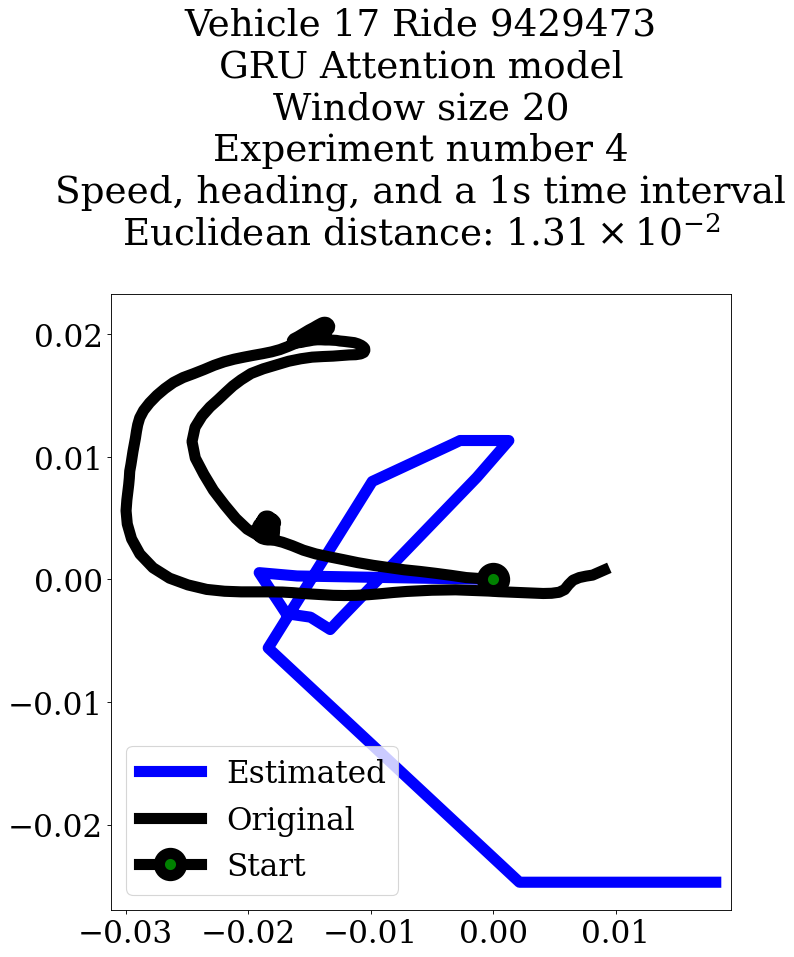 Vehicle 17 Ride 9429473
GRU Attention model
Window size 20
Experiment number 4
Speed, heading, and a 1s time interval
Euclidean distance: 1.31 × 10⁻²
0.02
0.01
0.00
−0.01
−0.02
Estimated
Original
Start
−0.03 −0.02 −0.01 0.00 0.01